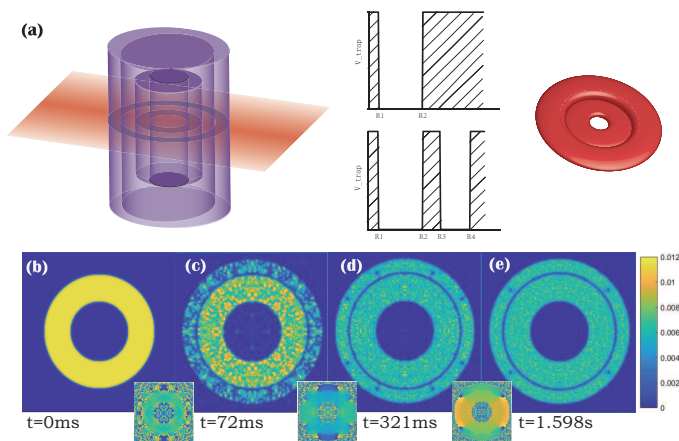 (a)
V_trap
R1
R2
V_trap
R1
R2
R3
R4
(b)
(c)
(d)
(e)
0.012
0.01
0.008
0.006
0.004
0.002
0
t=0ms
t=72ms
t=321ms
t=1.598s